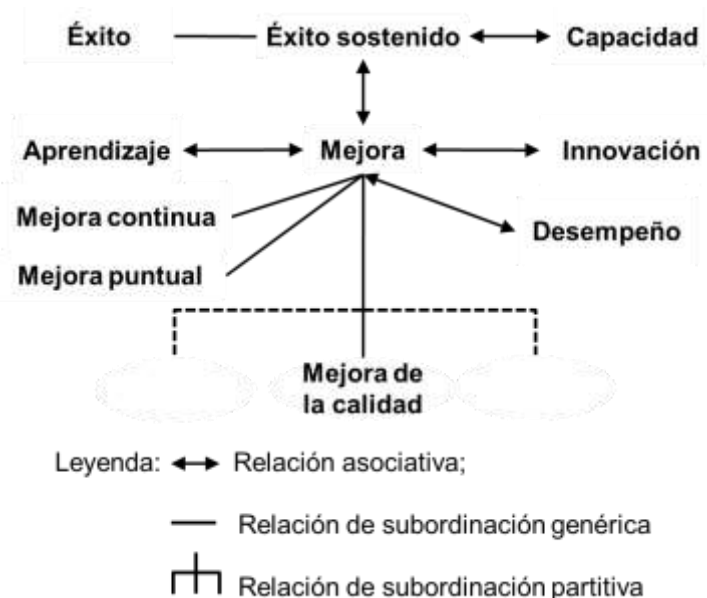 Éxito
Éxito sostenido
Capacidad
Aprendizaje
Mejora
Innovación
Mejora continua
Desempeño
Mejora puntual
Mejora de
la calidad
Leyenda: Relación asociativa;
Relación de subordinación genérica
Relación de subordinación partitiva